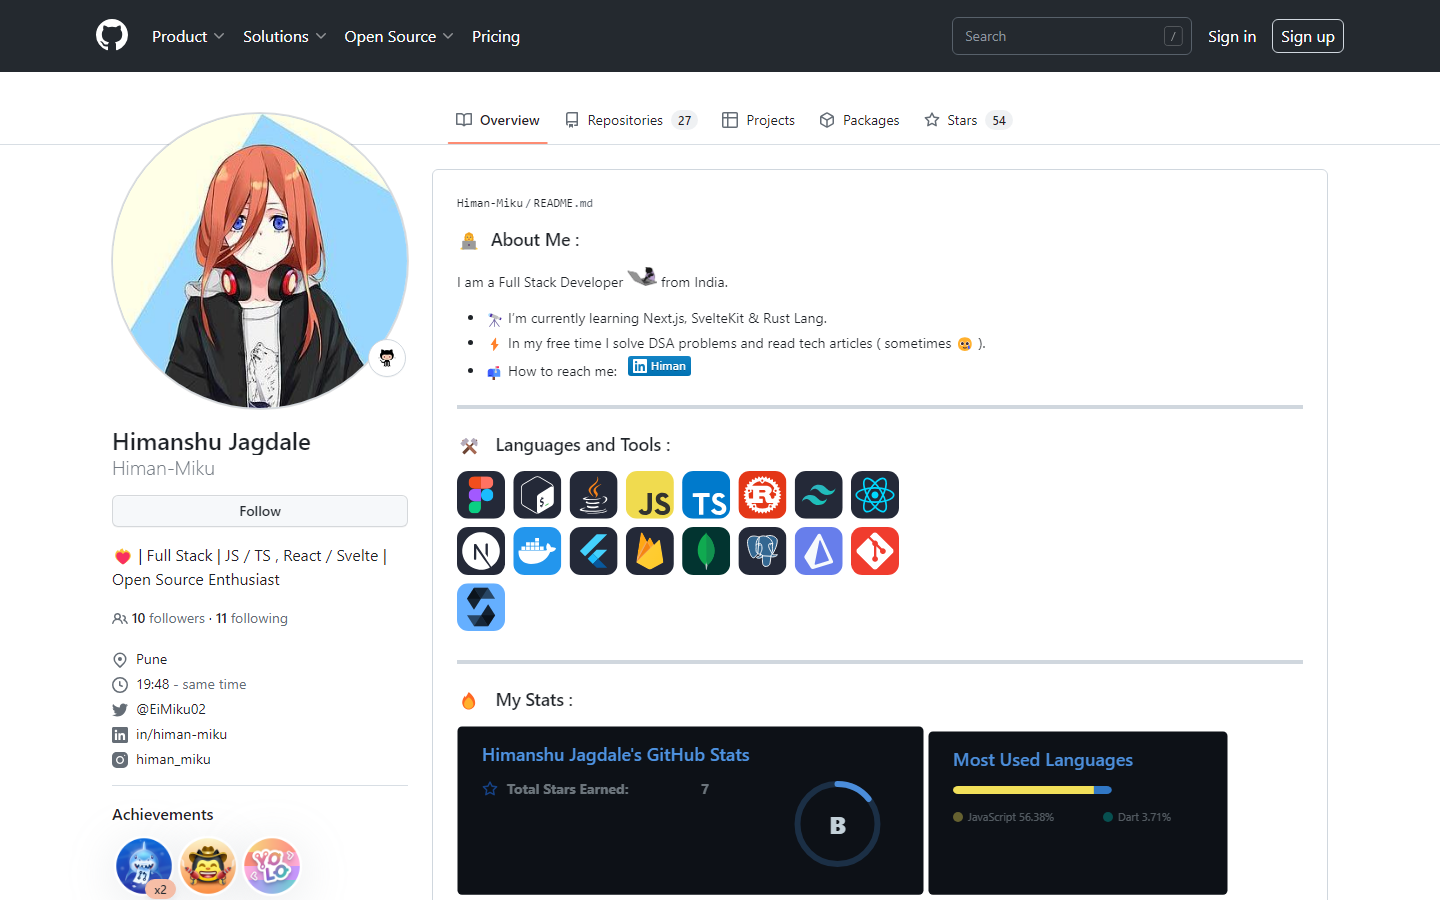 Product Solutions Open Source Pricing
Search /
Sign in Sign up
Overview Repositories 27 Projects Packages Stars 54
Himanshu Jagdale
Himan-Miku
Follow
| Full Stack | JS / TS , React / Svelte |
Open Source Enthusiast
10 followers · 11 following
Pune
19:48 - same time
@EiMiku02
in/himan-miku
himan_miku
Achievements
x2
YOLO
Himan-Miku / README.md
About Me :
I am a Full Stack Developer from India.
I'm currently learning Next.js, SvelteKit & Rust Lang.
In my free time I solve DSA problems and read tech articles ( sometimes ).
How to reach me: in Himan
Languages and Tools :
$ JS TS R
N
My Stats :
Himanshu Jagdale's GitHub Stats
Total Stars Earned: 7
B
Most Used Languages
JavaScript 56.38% Dart 3.71%